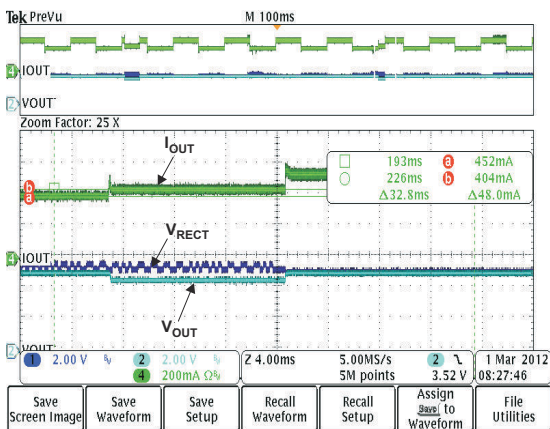 Tek PreVu
M 100ms
4 IOUT
2 VOUT
Zoom Factor: 25 X
IOUT
193ms a 452mA
226ms b 404mA
Δ32.8ms Δ48.0mA
b
a
VRECT
4 IOUT
VOUT
2 VOUT
1 2.00 V 2 2.00 V
4 200mA Ω
Z 4.00ms 5.00MS/s 2
5M points 3.52 V
1 Mar 2012
08:27:46
Save Screen Image
Save Waveform
Save Setup
Recall Waveform
Recall Setup
Assign Save to Waveform
File Utilities